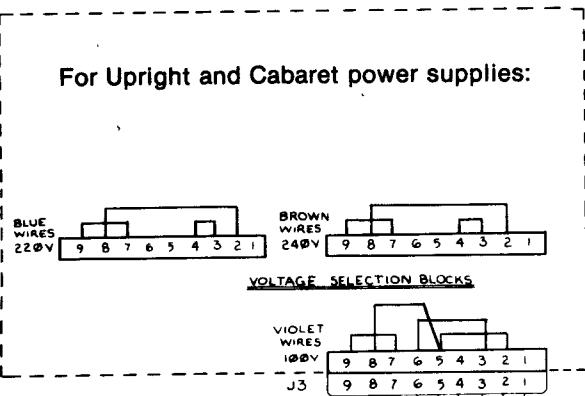 For Upright and Cabaret power supplies:
BLUE
WIRES
220V
9 8 7 6 5 4 3 2 1
BROWN
WIRES
240V
9 8 7 6 5 4 3 2 1
VOLTAGE SELECTION BLOCKS
VIOLET
WIRES
100V
9 8 7 6 5 4 3 2 1
J3
9 8 7 6 5 4 3 2 1